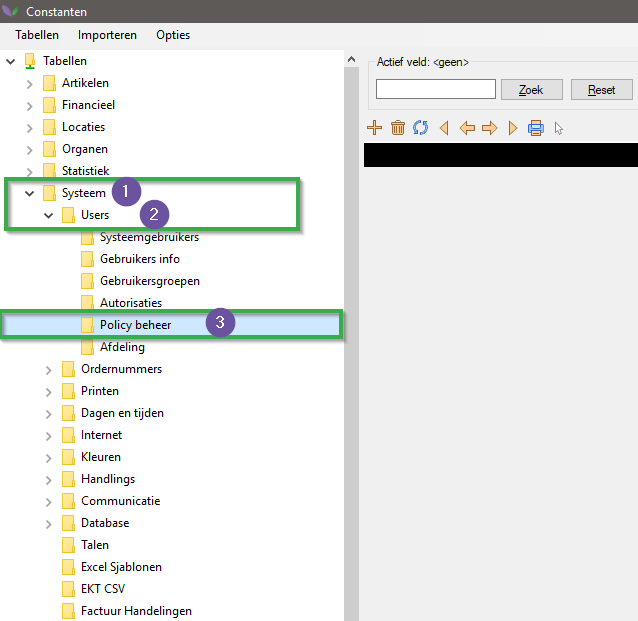 Constanten
Tabellen Importeren Opties
Tabellen
Artikelen
Financieel
Locaties
Organen
Statistiek
Systeem 1
Users 2
Systeemgebruikers
Gebruikers info
Gebruikersgroepen
Autorisaties
Policy beheer 3
Afdeling
Ordernummers
Printen
Dagen en tijden
Internet
Kleuren
Handlings
Communicatie
Database
Talen
Excel Sjablonen
EKT CSV
Factuur Handelingen
Actief veld: <geen>
Zoek Reset